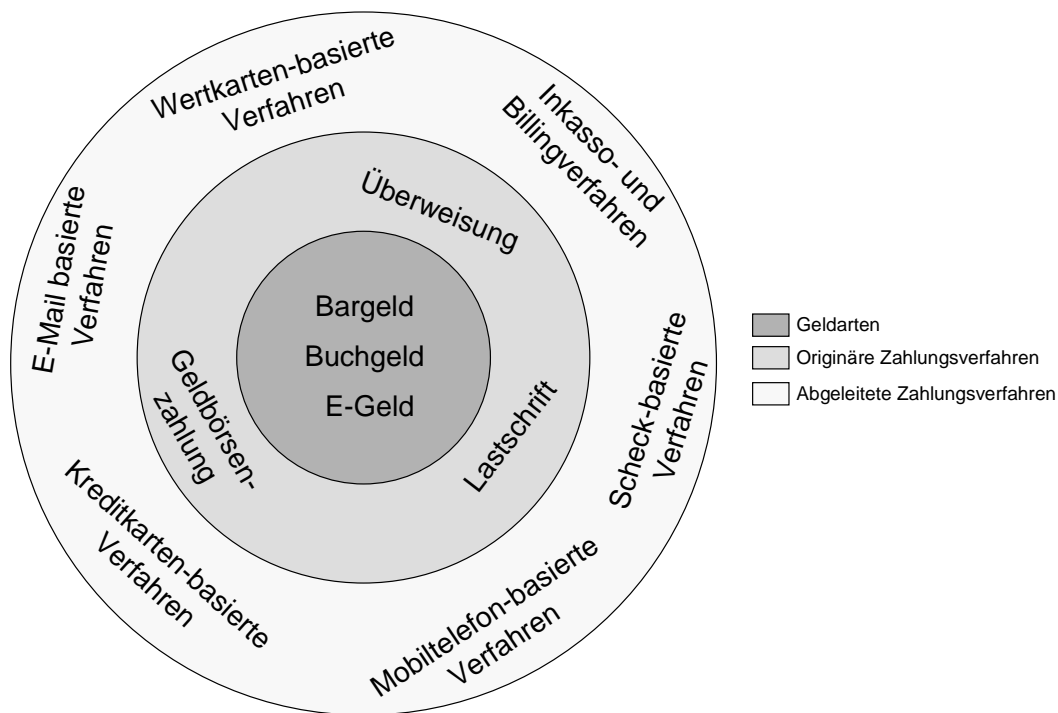 Wertkarten-basierte
Verfahren
Inkasso- und
Billingverfahren
E-Mail basierte
Verfahren
Überweisung
Bargeld
Buchgeld
E-Geld
Geldbörsen-
zahlung
Lastschrift
Scheck-basierte
Verfahren
Kreditkarten-basierte
Verfahren
Mobiltelefon-basierte
Verfahren
Geldarten
Originäre Zahlungsverfahren
Abgeleitete Zahlungsverfahren